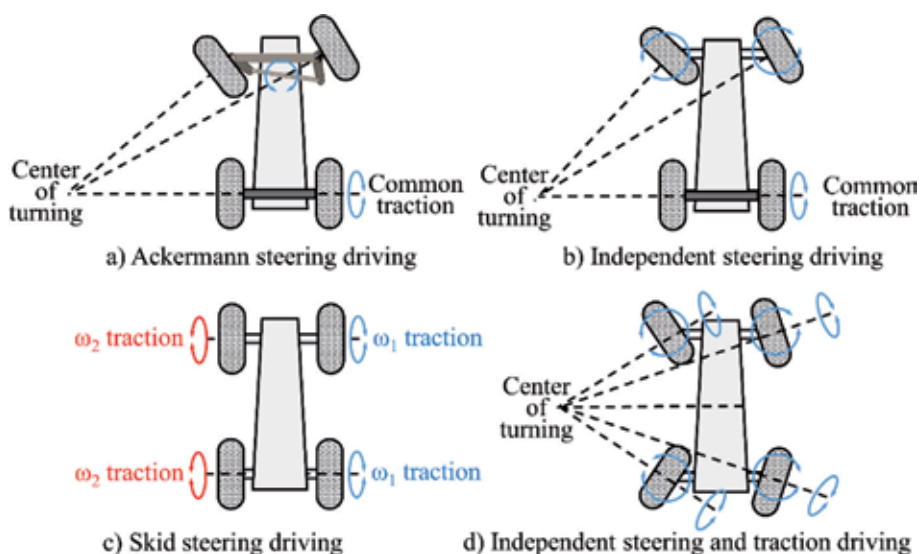 Center
of
turning
Common
traction
a) Ackermann steering driving
Center
of
turning
Common
traction
b) Independent steering driving
ω₂ traction
ω₁ traction
ω₂ traction
ω₁ traction
c) Skid steering driving
Center
of
turning
d) Independent steering and traction driving